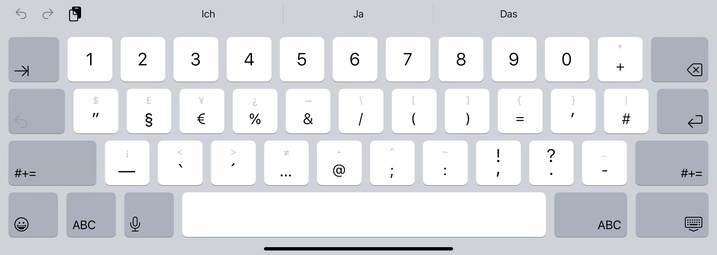 Ich Ja Das
1 2 3 4 5 6 7 8 9 0 ° +
$ " £ § ¥ € ¿ % — & \ / [ ( ] ) { = } ' | #
#+= ¡ — < ` > ´ ≠ … • @ ^ ; ~ : ! , ? . _ - #+=
ABC ABC